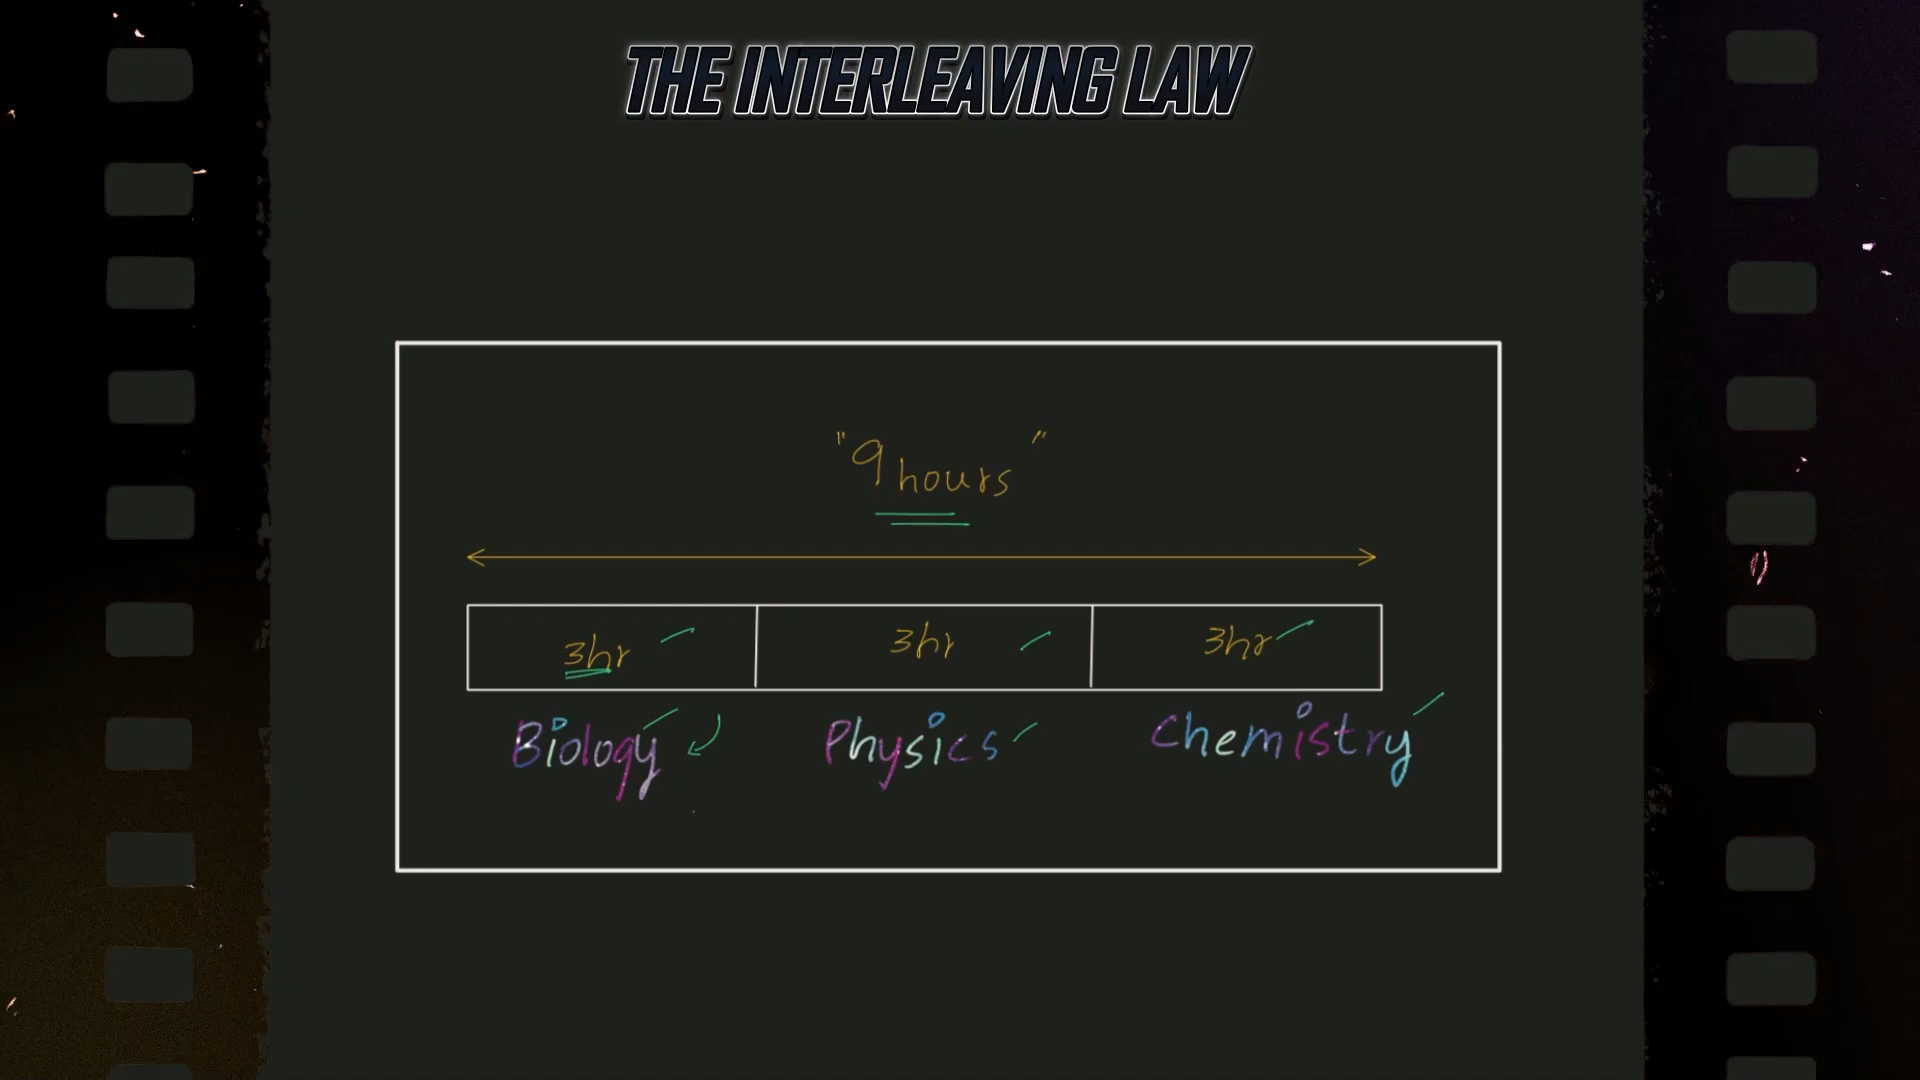 THE INTERLEAVING LAW
"9 hours"
3hr 3hr 3hr
Biology Physics Chemistry